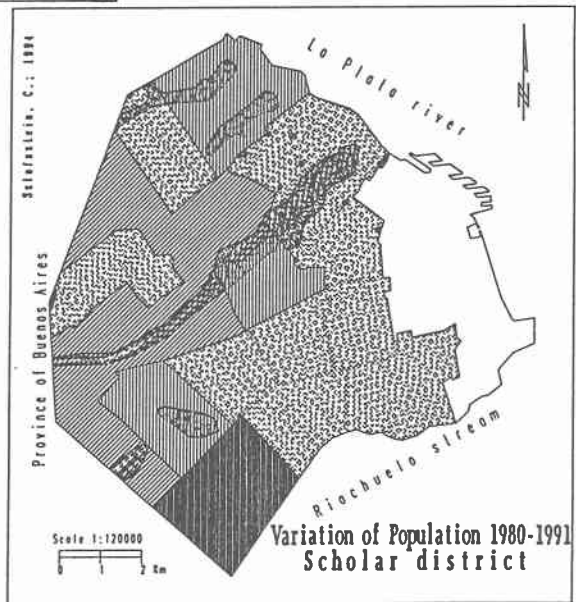 Schefnstein, C.; 1994
La Plata river
N
Province of Buenos Aires
Riachuelo stream
Scale 1:120000
0 1 2 Km
Variation of Population 1980-1991
Scholar district